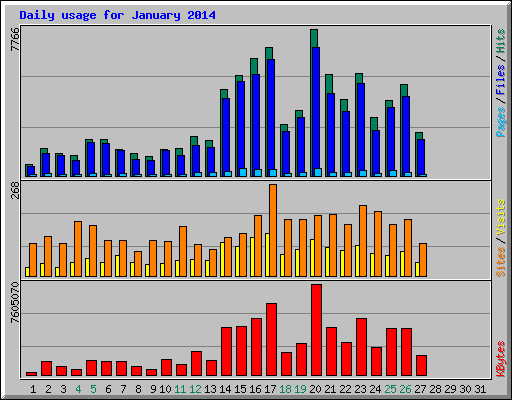 Daily usage for January 2014
7766
Pages / Files / Hits
268
Sites / Visits
7605070
KBytes
1 2 3 4 5 6 7 8 9 10 11 12 13 14 15 16 17 18 19 20 21 22 23 24 25 26 27 28 29 30 31